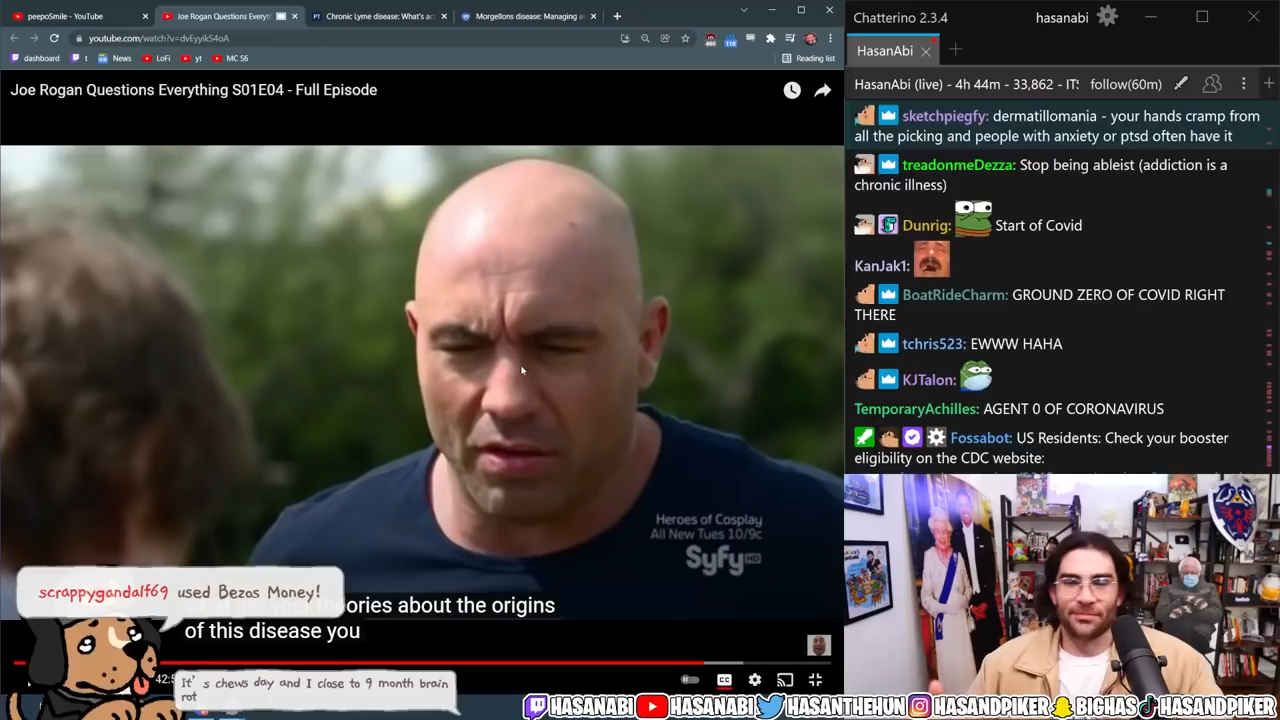 peepoSmile - YouTube
Joe Rogan Questions Everyth
Chronic Lyme disease: What's ac
Morgellons disease: Managing a
youtube.com/watch?v=dvEyyikS4oA
dashboard
t
News
LoFi
yt
MC S6
Reading list
Joe Rogan Questions Everything S01E04 - Full Episode
Heroes of Cosplay
All New Tues 10/9c
Syfy HD
scrappygandalf69 used Bezos Money!
ories about the origins
of this disease you
It's chews day and I close to 9 month brain
rot
CC
Chatterino 2.3.4
hasanabi
HasanAbi
HasanAbi (live) - 4h 44m - 33,862 - IT'S
follow(60m)
sketchpiegfy: dermatillomania - your hands cramp from
all the picking and people with anxiety or ptsd often have it
treadonmeDezza: Stop being ableist (addiction is a
chronic illness)
Dunrig: Start of Covid
KanJak1:
BoatRideCharm: GROUND ZERO OF COVID RIGHT
THERE
tchris523: EWWW HAHA
KJTalon:
TemporaryAchilles: AGENT 0 OF CORONAVIRUS
Fossabot: US Residents: Check your booster
eligibility on the CDC website:
HASANABI HASANABI HASANTHEHUN HASANDPIKER BIGHAS HASANDPIKER